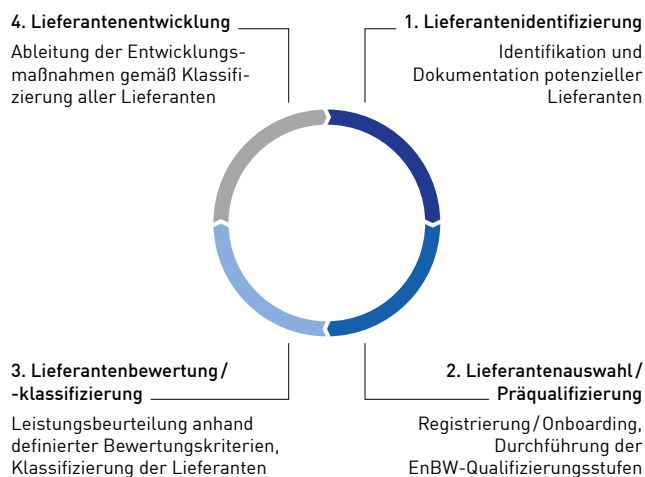 4. Lieferantenentwicklung
Ableitung der Entwicklungs-
maßnahmen gemäß Klassifi-
zierung aller Lieferanten
1. Lieferantenidentifizierung
Identifikation und
Dokumentation potenzieller
Lieferanten
3. Lieferantenbewertung/
-klassifizierung
Leistungsbeurteilung anhand
definierter Bewertungskriterien,
Klassifizierung der Lieferanten
2. Lieferantenauswahl/
Präqualifizierung
Registrierung/Onboarding,
Durchführung der
EnBW-Qualifizierungsstufen